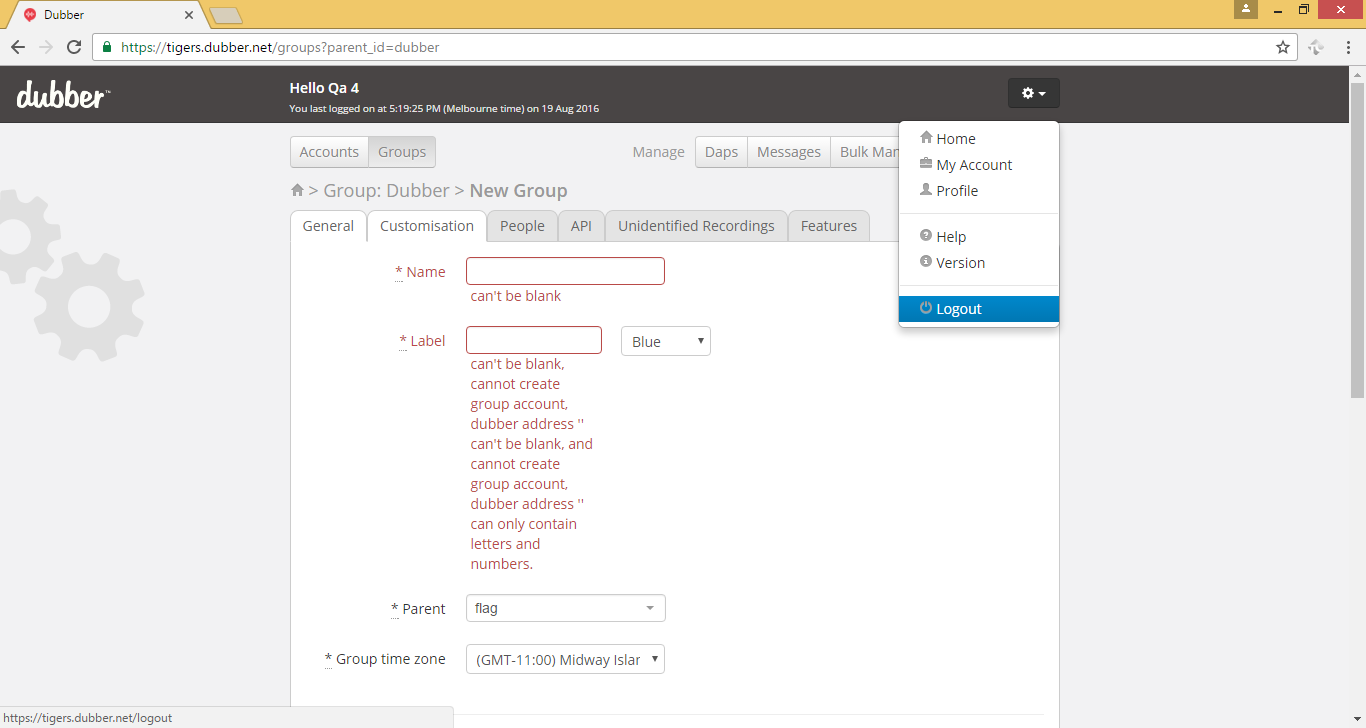 Dubber
https://tigers.dubber.net/groups?parent_id=dubber
dubber™
Hello Qa 4
You last logged on at 5:19:25 PM (Melbourne time) on 19 Aug 2016
Accounts Groups Manage Daps Messages Bulk Man
Home
My Account
Profile
Help
Version
Logout
> Group: Dubber > New Group
General Customisation People API Unidentified Recordings Features
* Name
can't be blank
* Label Blue
can't be blank,
cannot create
group account,
dubber address ''
can't be blank, and
cannot create
group account,
dubber address ''
can only contain
letters and
numbers.
* Parent flag
* Group time zone (GMT-11:00) Midway Islar
https://tigers.dubber.net/logout